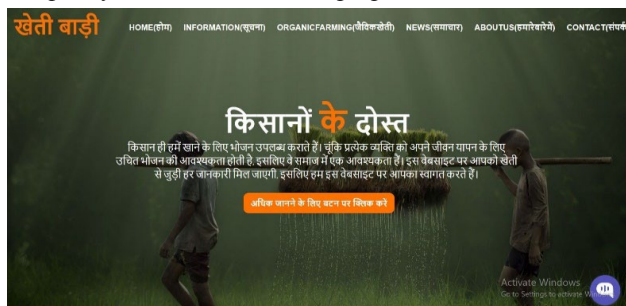 खेती बाड़ी
HOME(होम) INFORMATION(सूचना) ORGANICFARMING(जैविकखेती) NEWS(समाचार) ABOUTUS(हमारेबारेमें) CONTACT(संपर्क
किसानों के दोस्त
किसान ही हमें खाने के लिए भोजन उपलब्ध कराते हैं। चूंकि प्रत्येक व्यक्ति को अपने जीवन यापन के लिए
उचित भोजन की आवश्यकता होती है, इसलिए वे समाज में एक आवश्यकता हैं। इस वेबसाइट पर आपको खेती
से जुड़ी हर जानकारी मिल जाएगी, इसलिए हम इस वेबसाइट पर आपका स्वागत करते हैं।
अधिक जानने के लिए बटन पर क्लिक करे
Activate Windows
Go to Settings to activate